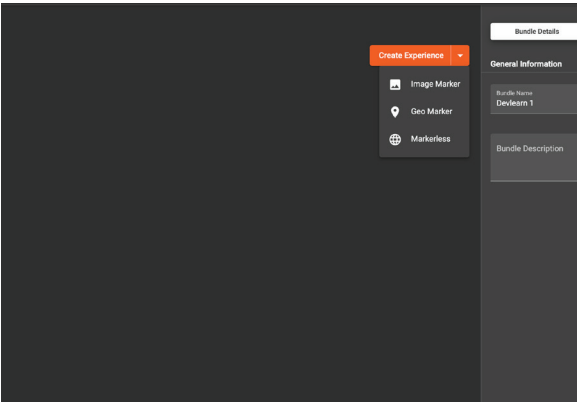 Create Experience
Image Marker
Geo Marker
Markerless
Bundle Details
General Information
Bundle Name
Devlearn 1
Bundle Description